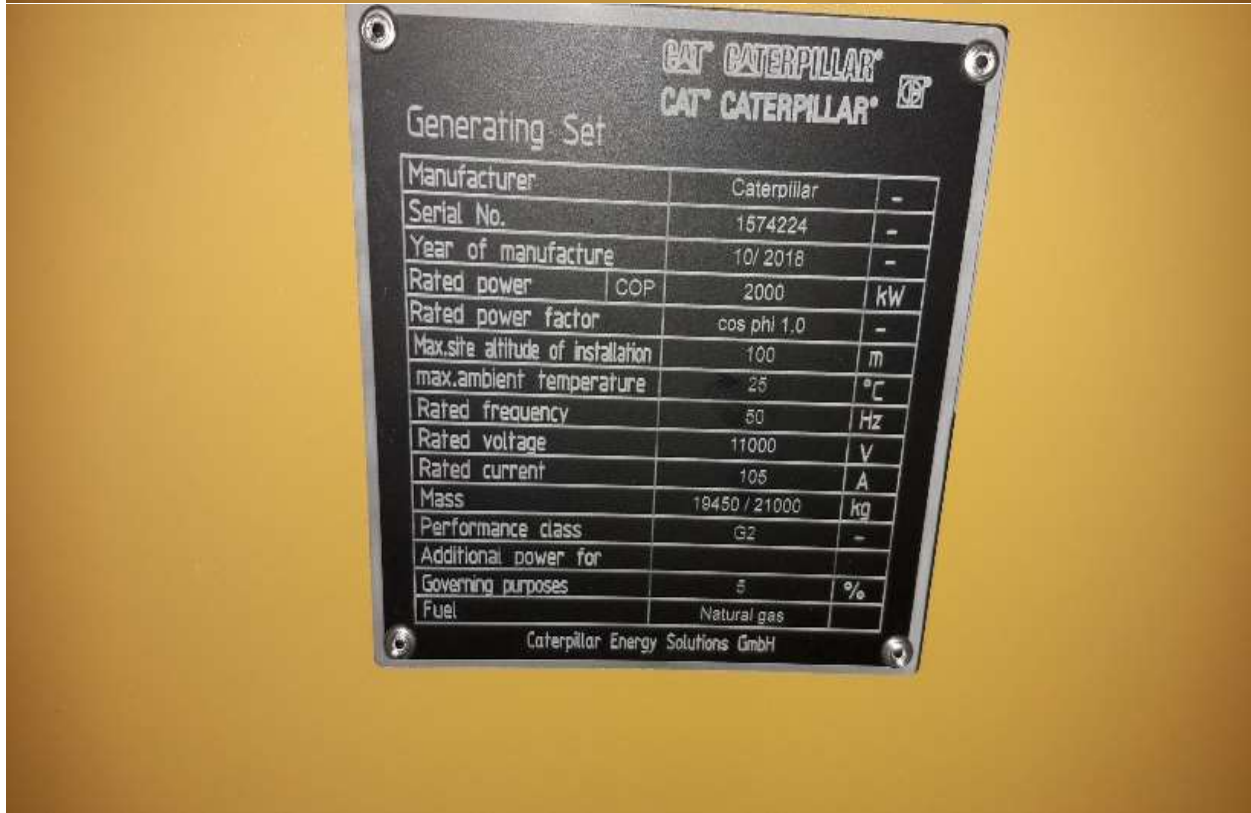 CAT® CATERPILLAR®
CAT® CATERPILLAR®
Generating Set
Manufacturer Caterpillar -
Serial No. 1574224 -
Year of manufacture 10/ 2018 -
Rated power COP 2000 kW
Rated power factor cos phi 1.0 -
Max.site altitude of installation 100 m
max.ambient temperature 25 °C
Rated frequency 50 Hz
Rated voltage 11000 V
Rated current 105 A
Mass 19450 / 21000 kg
Performance class G2 -
Additional power for
Governing purposes 5 %
Fuel Natural gas
Caterpillar Energy Solutions GmbH